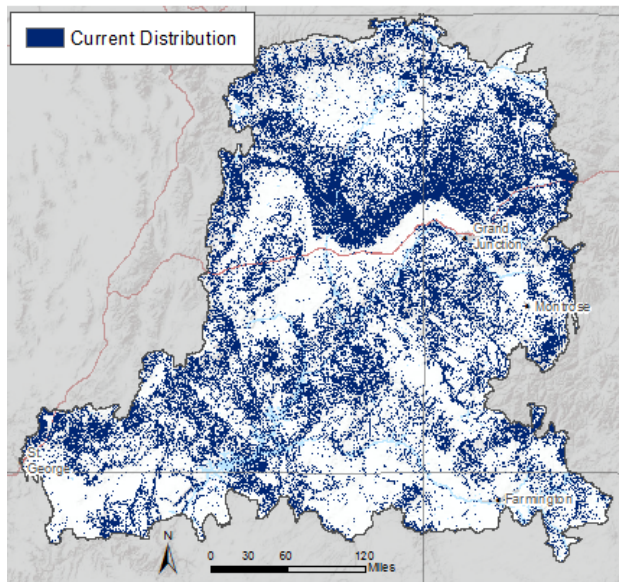 Current Distribution
Grand
Junction
Montrose
St.
George
Farmington
N
0 30 60 120
Miles